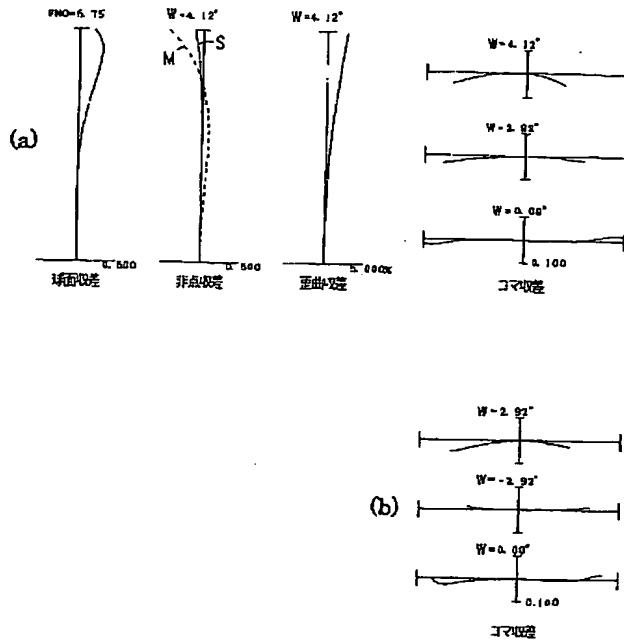 (a)
FNO=6.75
0.500
球面収差
W=4.12°
M
S
0.500
非点収差
W=4.12°
5.000%
歪曲収差
W=4.12°
W=2.92°
W=0.00°
0.100
コマ収差
(b)
W=2.92°
W=-2.92°
W=0.00°
0.100
コマ収差